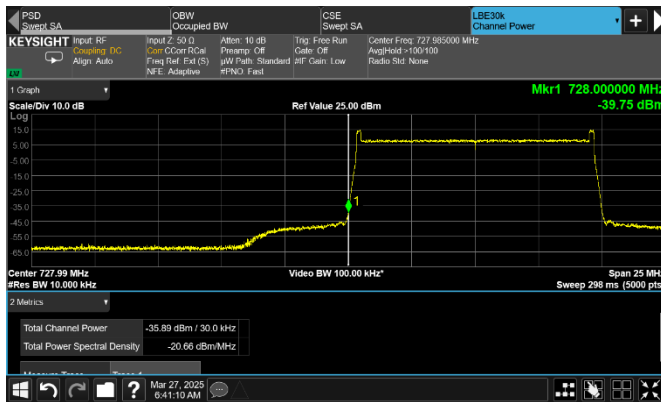 PSD
Swept SA
OBW
Occupied BW
CSE
Swept SA
LBE30k
Channel Power
KEYSIGHT
Input: RF
Coupling: DC
Align: Auto
Input Z: 50 Ω
Corr CCorr RCal
Freq Ref: Ext (S)
NFE: Adaptive
Atten: 10 dB
Preamp: Off
µW Path: Standard
#PNO: Fast
Trig: Free Run
Gate: Off
#IF Gain: Low
Center Freq: 727.985000 MHz
Avg|Hold:>100/100
Radio Std: None
1 Graph
Mkr1 728.000000 MHz
Scale/Div 10.0 dB
Ref Value 25.00 dBm
-39.75 dBm
Log
15.0
5.00
-5.00
-15.0
-25.0
-35.0
-45.0
-55.0
-65.0
1
Center 727.99 MHz
Video BW 100.00 kHz*
Span 25 MHz
#Res BW 10.000 kHz
Sweep 298 ms (5000 pts)
2 Metrics
Total Channel Power -35.89 dBm / 30.0 kHz
Total Power Spectral Density -20.66 dBm/MHz
Mar 27, 2025
6:41:10 AM